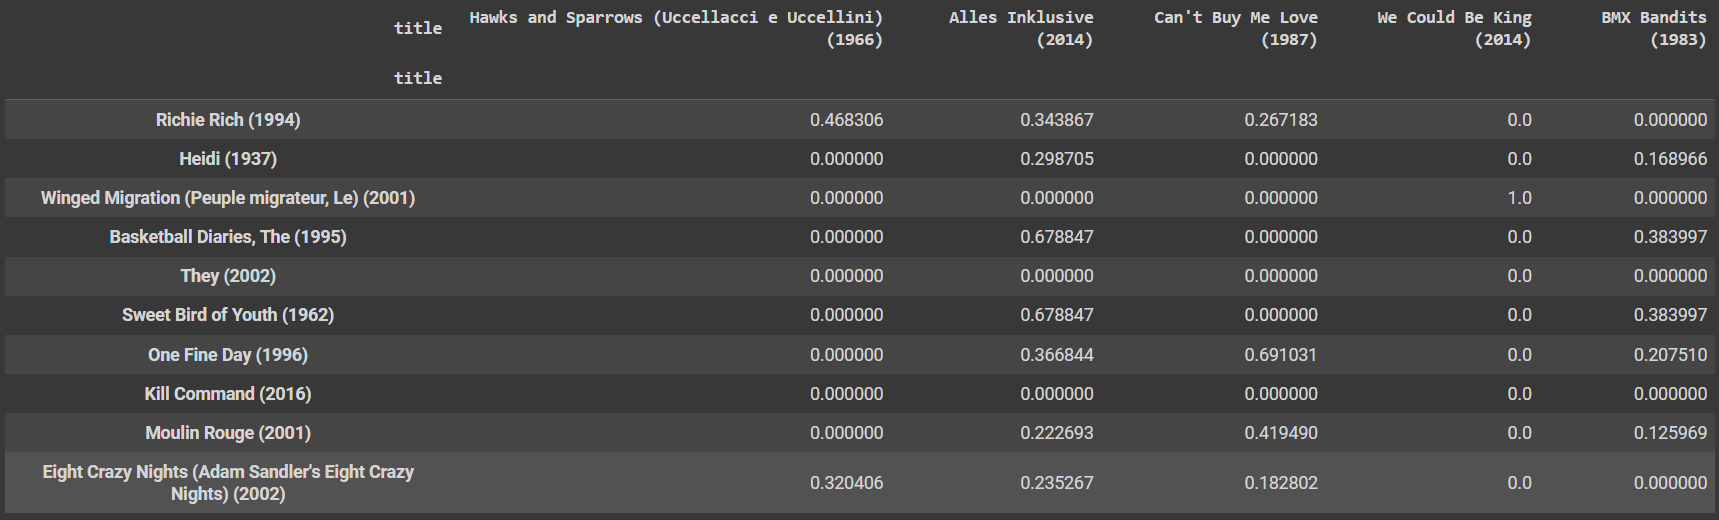 title Hawks and Sparrows (Uccellacci e Uccellini) (1966) Alles Inklusive (2014) Can't Buy Me Love (1987) We Could Be King (2014) BMX Bandits (1983)
title
Richie Rich (1994) 0.468306 0.343867 0.267183 0.0 0.000000
Heidi (1937) 0.000000 0.298705 0.000000 0.0 0.168966
Winged Migration (Peuple migrateur, Le) (2001) 0.000000 0.000000 0.000000 1.0 0.000000
Basketball Diaries, The (1995) 0.000000 0.678847 0.000000 0.0 0.383997
They (2002) 0.000000 0.000000 0.000000 0.0 0.000000
Sweet Bird of Youth (1962) 0.000000 0.678847 0.000000 0.0 0.383997
One Fine Day (1996) 0.000000 0.366844 0.691031 0.0 0.207510
Kill Command (2016) 0.000000 0.000000 0.000000 0.0 0.000000
Moulin Rouge (2001) 0.000000 0.222693 0.419490 0.0 0.125969
Eight Crazy Nights (Adam Sandler's Eight Crazy
Nights) (2002) 0.320406 0.235267 0.182802 0.0 0.000000